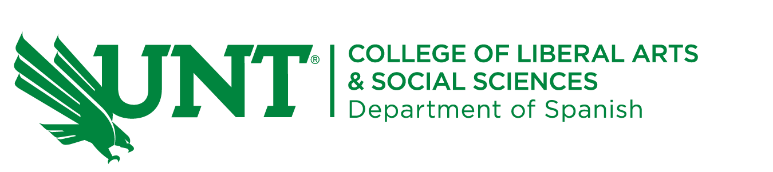 UNT®
COLLEGE OF LIBERAL ARTS
& SOCIAL SCIENCES
Department of Spanish